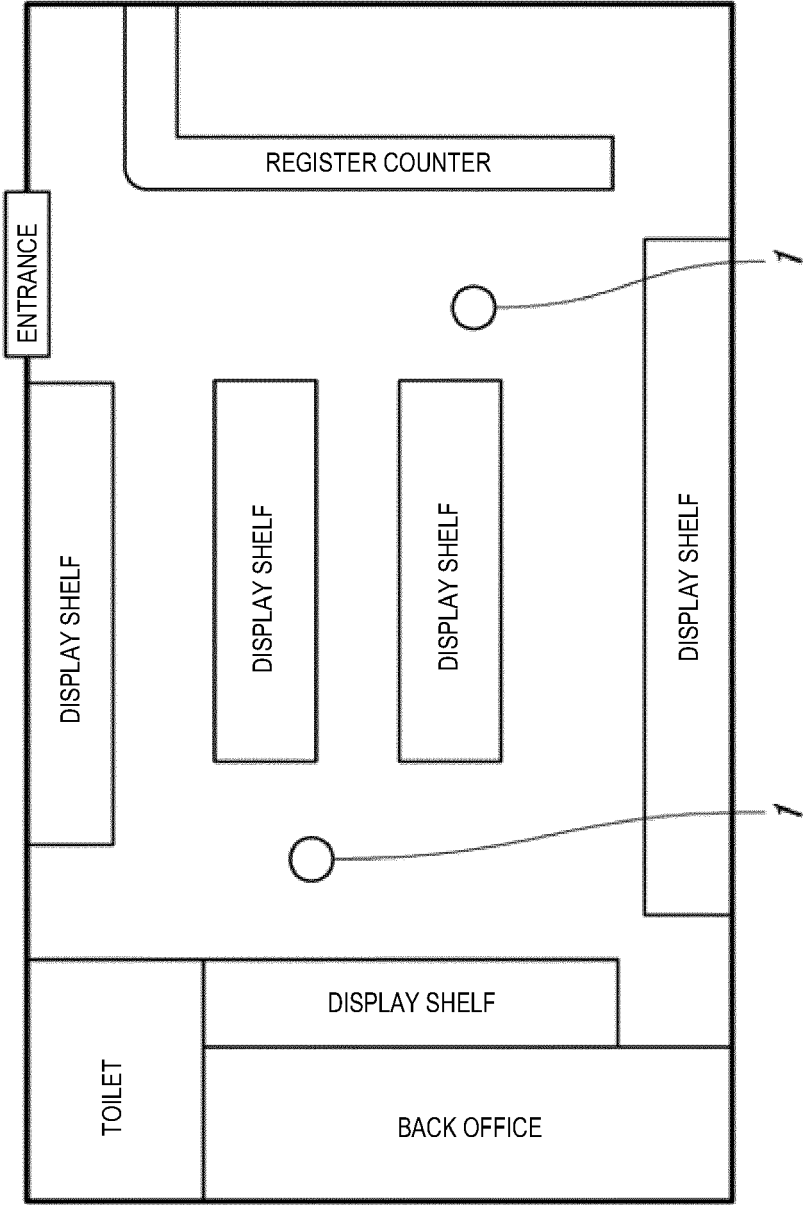 REGISTER COUNTER
ENTRANCE
1
DISPLAY SHELF
DISPLAY SHELF
DISPLAY SHELF
DISPLAY SHELF
1
DISPLAY SHELF
TOILET
BACK OFFICE